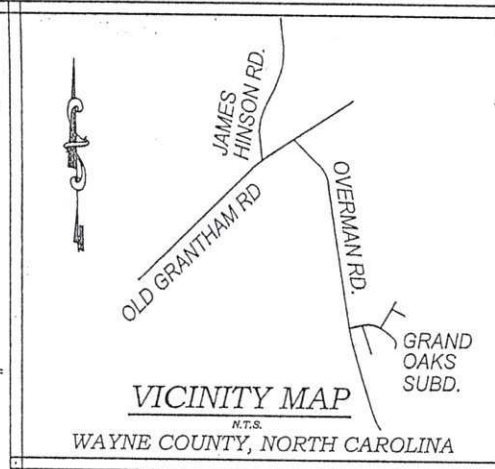 JAMES
HINSON RD.
OLD GRANTHAM RD
OVERMAN RD.
GRAND
OAKS
SUBD.
VICINITY MAP
N.T.S.
WAYNE COUNTY, NORTH CAROLINA